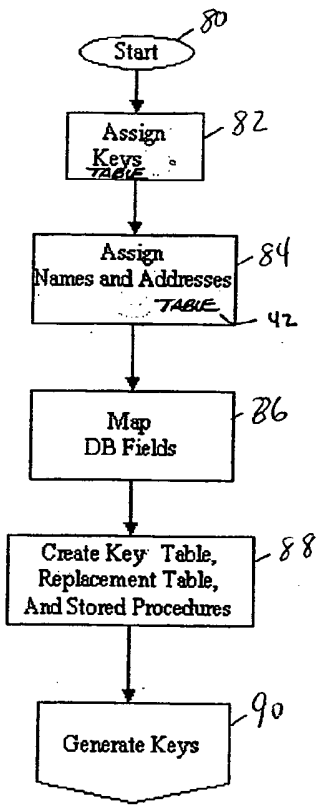 80
Start
82
Assign
Keys
TABLE
84
Assign
Names and Addresses
TABLE
42
86
Map
DB Fields
88
Create Key Table,
Replacement Table,
And Stored Procedures
90
Generate Keys